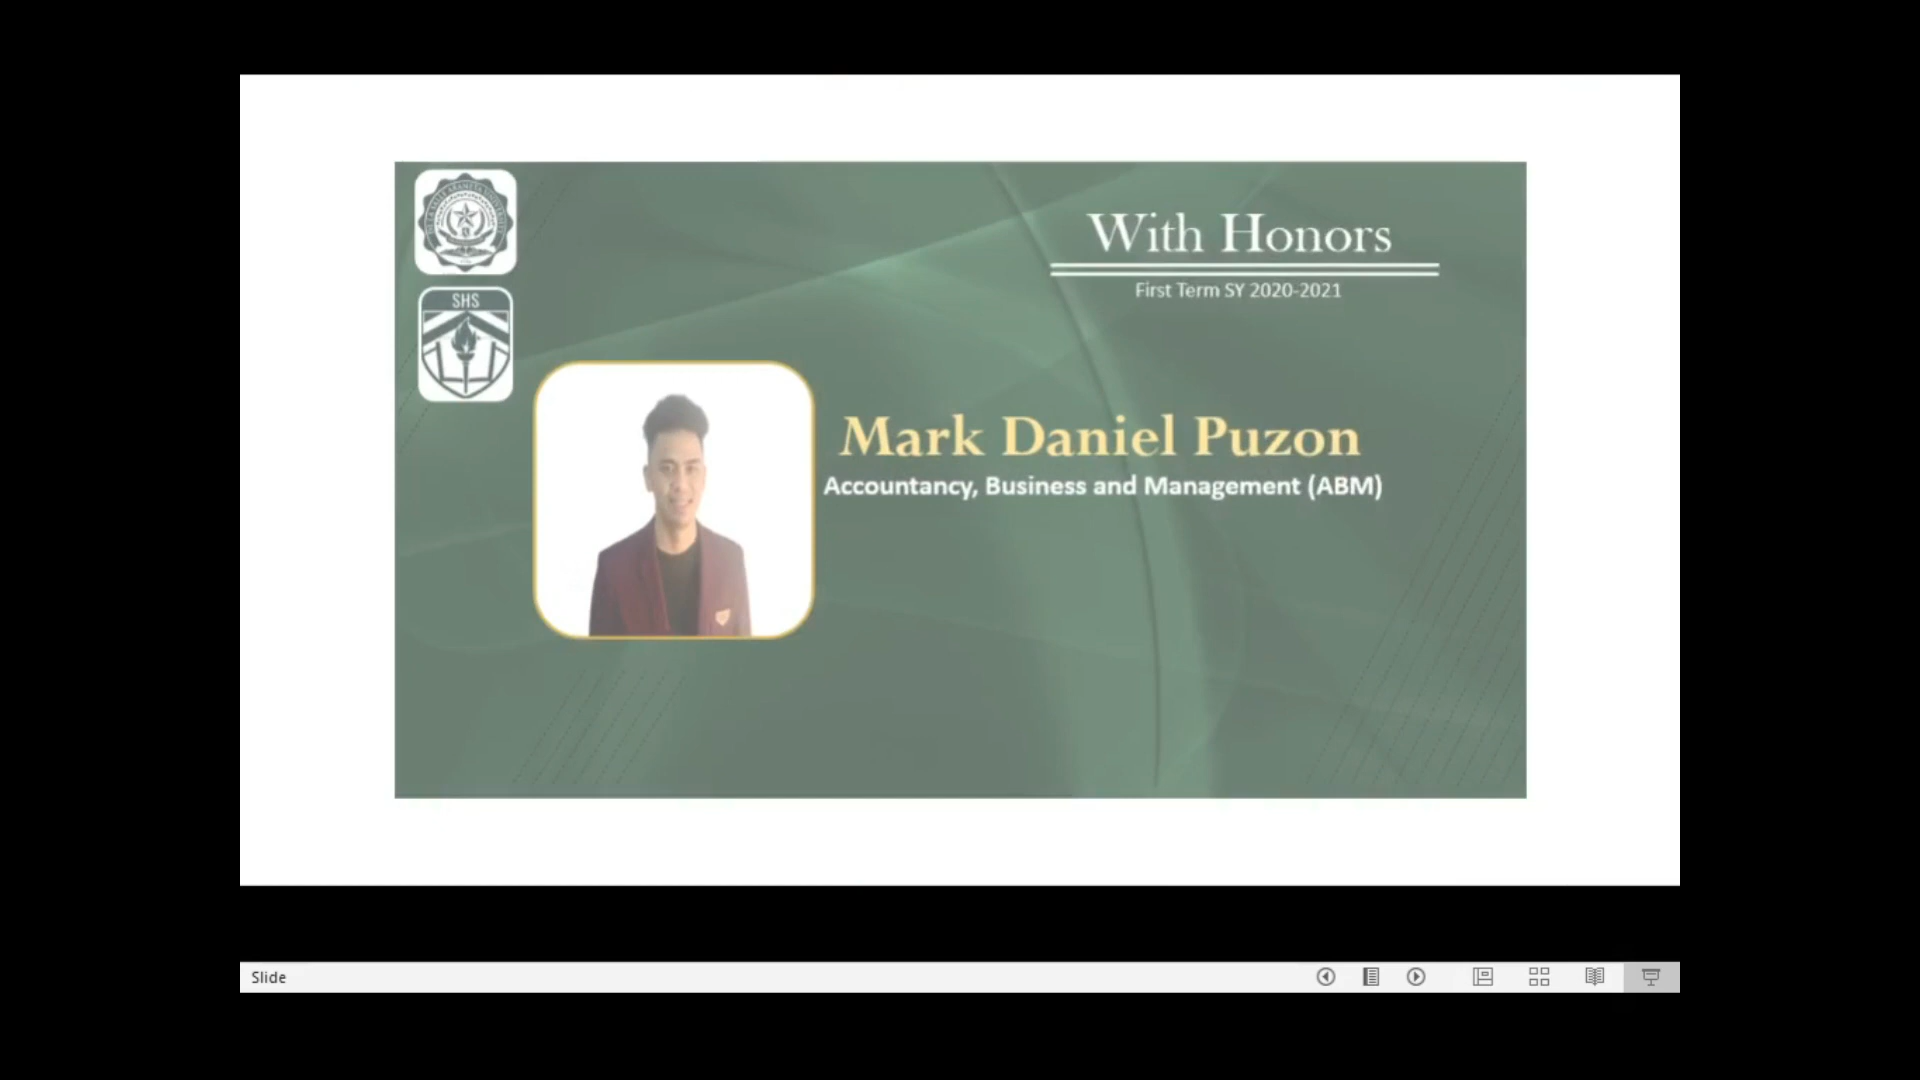 SHS
With Honors
First Term SY 2020-2021
Mark Daniel Puzon
Accountancy, Business and Management (ABM)
Slide